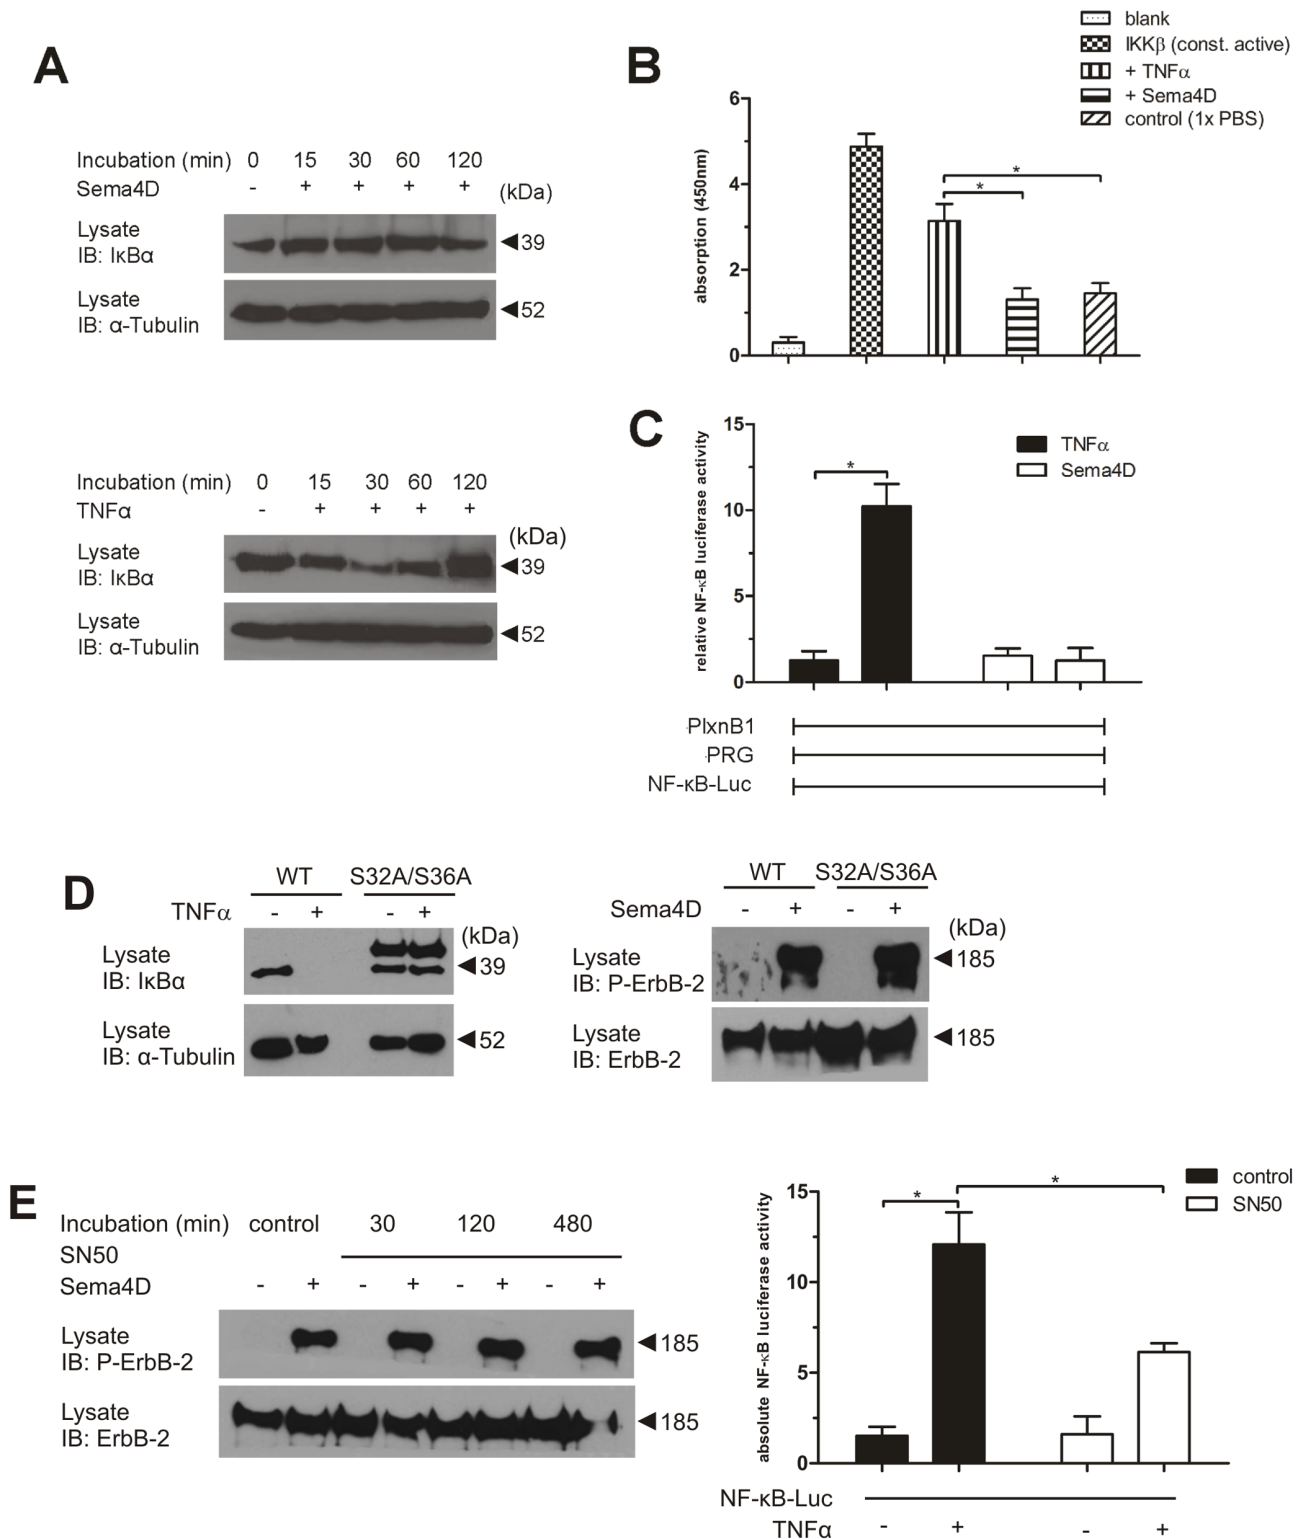 A
Incubation (min) 0 15 30 60 120
Sema4D - + + + + (kDa)
Lysate
IB: IκBα
39
Lysate
IB: α-Tubulin
52
Incubation (min) 0 15 30 60 120
TNFα - + + + +
(kDa)
Lysate
IB: IκBα
39
Lysate
IB: α-Tubulin
52
B
blank
IKKβ (const. active)
+ TNFα
+ Sema4D
control (1x PBS)
absorption (450nm)
6
4
2
0
*
*
C
TNFα
Sema4D
relative NF-κB luciferase activity
15
10
5
0
*
PlxnB1
PRG
NF-κB-Luc
D
WT S32A/S36A
TNFα - + - +
(kDa)
Lysate
IB: IκBα
39
Lysate
IB: α-Tubulin
52
WT S32A/S36A
Sema4D - + - +
(kDa)
Lysate
IB: P-ErbB-2
185
Lysate
IB: ErbB-2
185
E
Incubation (min) control 30 120 480
SN50
Sema4D - + - + - + - +
Lysate
IB: P-ErbB-2
185
Lysate
IB: ErbB-2
185
control
SN50
absolute NF-κB luciferase activity
15
10
5
0
*
*
NF-κB-Luc
TNFα - + - +